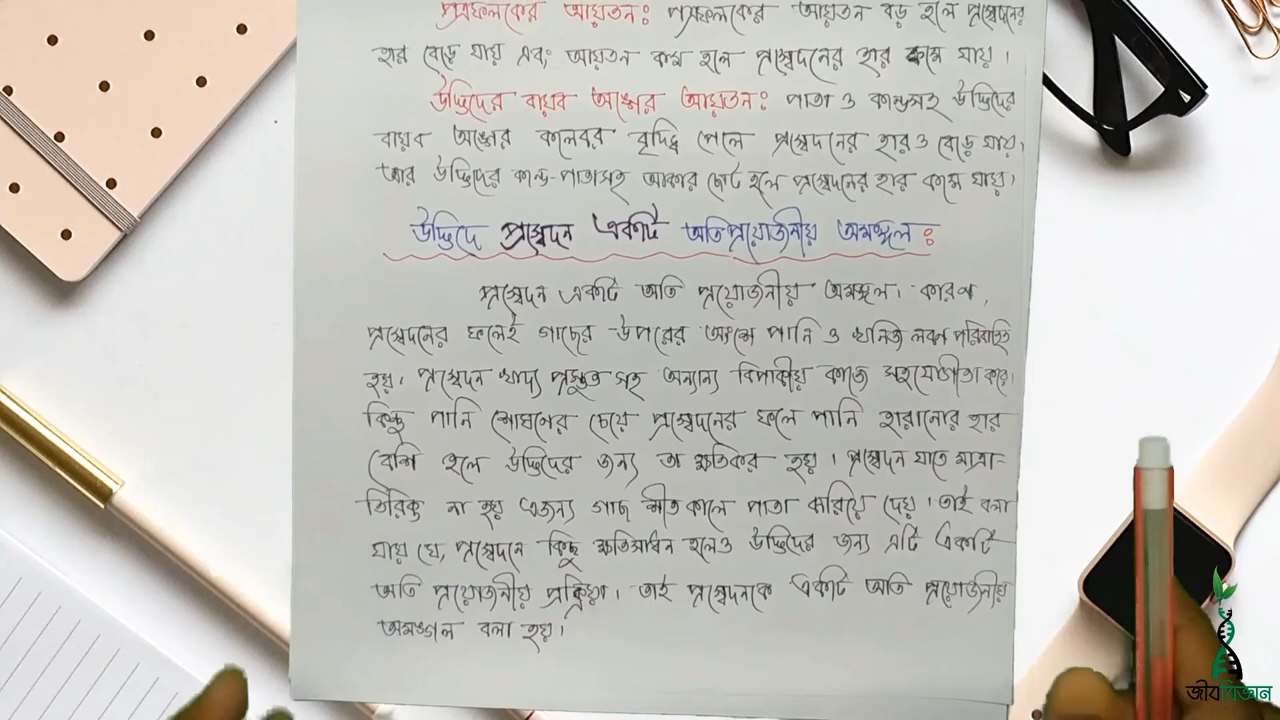 পত্রফলকের আয়তন: পত্রফলকের আয়তন বড় হলে প্রস্বেদনের
হার বেড়ে যায় এবং আয়তন কম হলে প্রস্বেদনের হার কমে যায়।
উদ্ভিদের বায়ব অঙ্গের আয়তন: পাতা ও কান্ডসহ উদ্ভিদের
বায়ব অঙ্গের কলেবর বৃদ্ধি পেলে প্রস্বেদনের হারও বেড়ে যায়,
আর উদ্ভিদের কান্ড-পাতাসহ আকার ছোট হলে প্রস্বেদনের হার কমে যায়।
উদ্ভিদে প্রস্বেদন একটি অতিপ্রয়োজনীয় অমঙ্গল:
প্রস্বেদন একটি অতি প্রয়োজনীয় অমঙ্গল। কারণ,
প্রস্বেদনের ফলেই গাছের উপরের অংশে পানি ও খনিজ লবণ পরিবাহিত
হয়। প্রস্বেদন খাদ্য প্রস্তুত সহ অন্যান্য বিপাকীয় কাজে সহযোগীতা করে।
কিন্তু পানি শোষণের চেয়ে প্রস্বেদনের ফলে পানি হারানোর হার
বেশি হলে উদ্ভিদের জন্য তা ক্ষতিকর হয়। প্রস্বেদন যাতে মাত্রা-
তিরিক্ত না হয় এজন্য গাছ শীতকালে পাতা ঝরিয়ে দেয়। তাই বলা
যায় যে, প্রস্বেদনে কিছু ক্ষতিসাধন হলেও উদ্ভিদের জন্য এটি একটি
অতি প্রয়োজনীয় প্রক্রিয়া। তাই প্রস্বেদনকে একটি অতি প্রয়োজনীয়
অমঙ্গল বলা হয়।
জীববিজ্ঞান